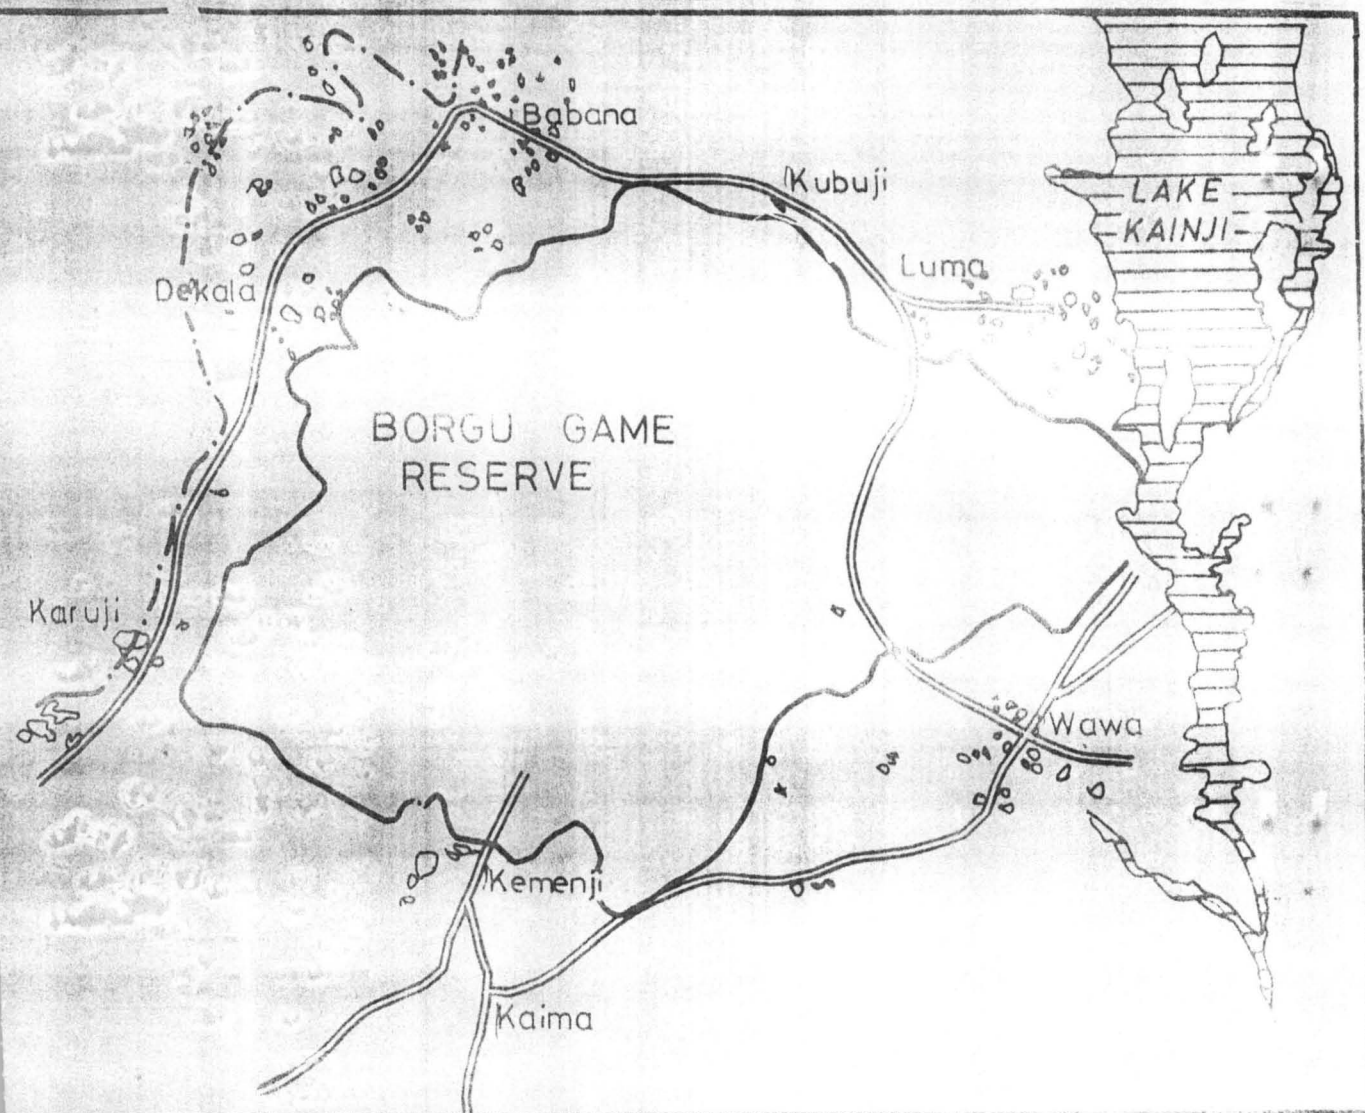 Babana
Kubuji
LAKE
KAINJI
Luma
Dekala
BORGU GAME
RESERVE
Karuji
Wawa
Kemenji
Kaima